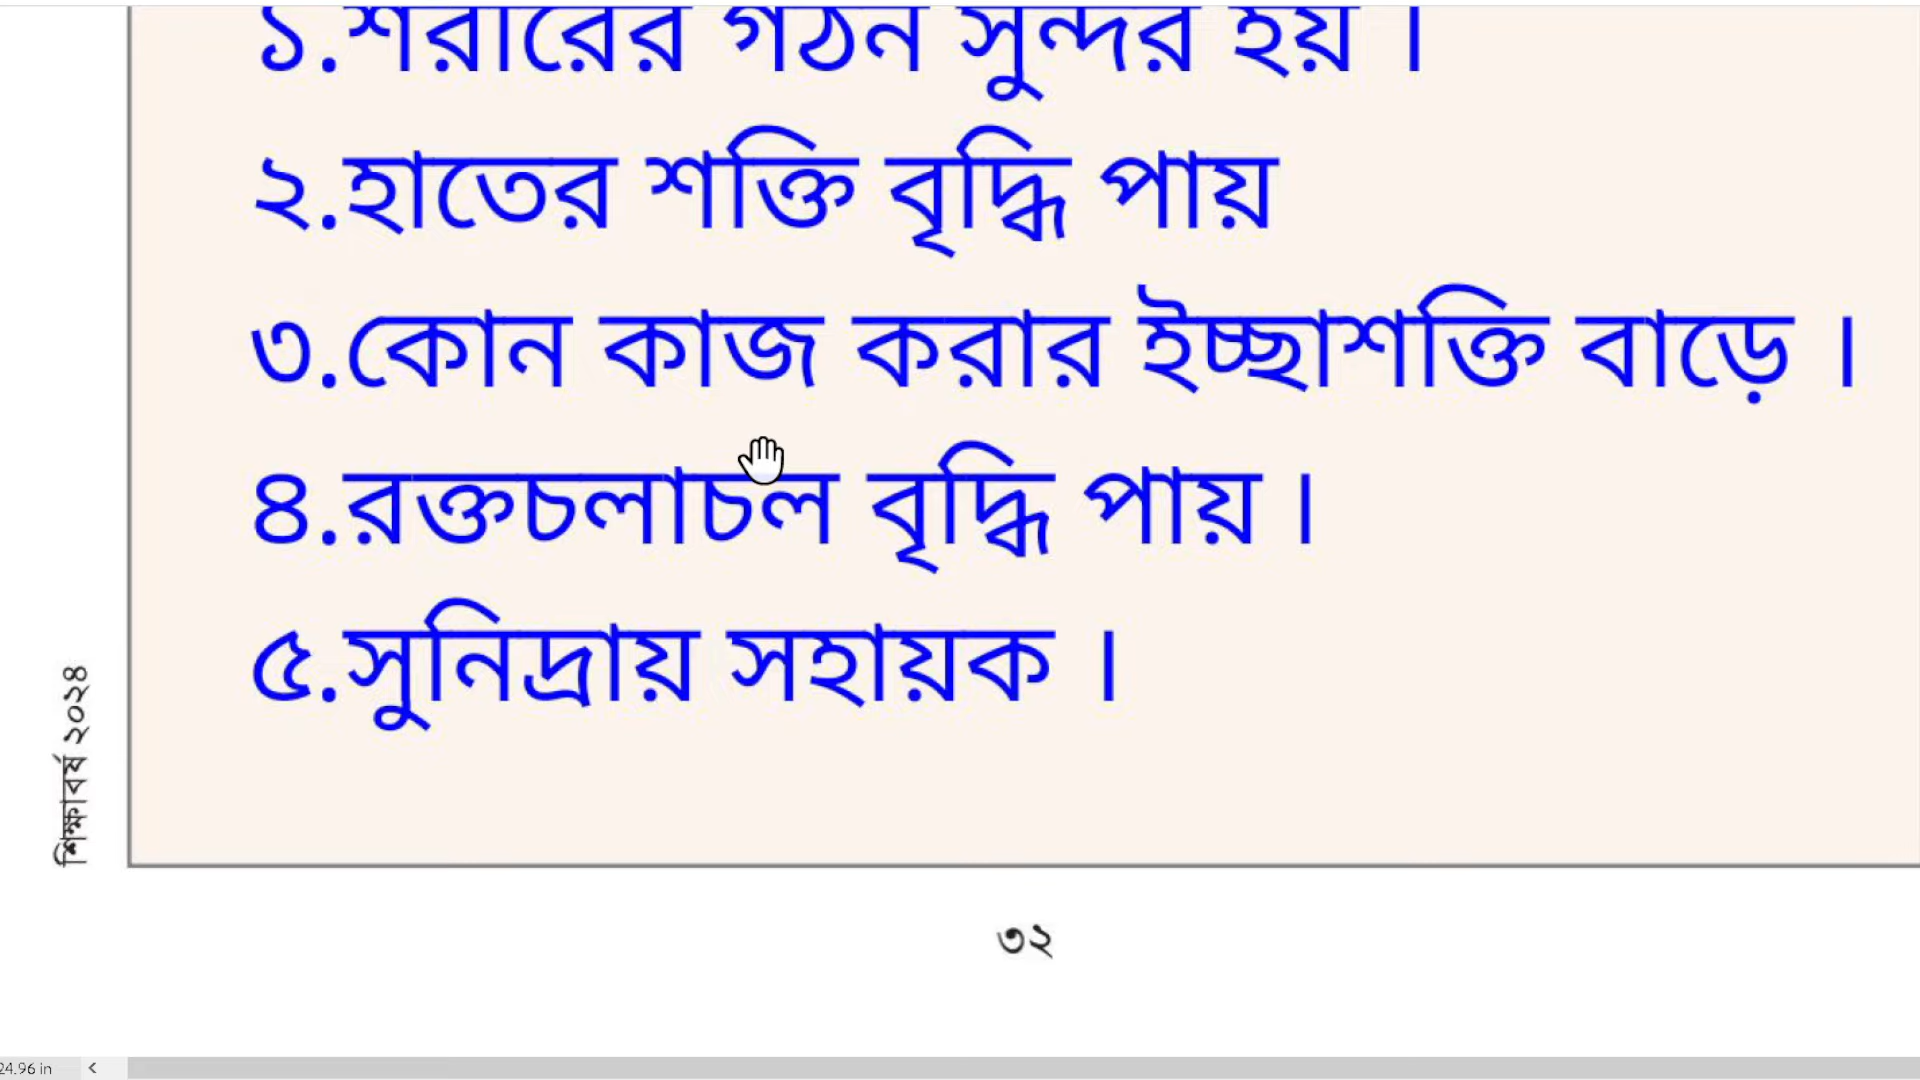 ১.শরীরের গঠন সুন্দর হয় ।
২.হাতের শক্তি বৃদ্ধি পায়
৩.কোন কাজ করার ইচ্ছাশক্তি বাড়ে ।
৪.রক্তচলাচল বৃদ্ধি পায় ।
৫.সুনিদ্রায় সহায়ক ।
শিক্ষাবর্ষ ২০২৪
৩২
24.96 in